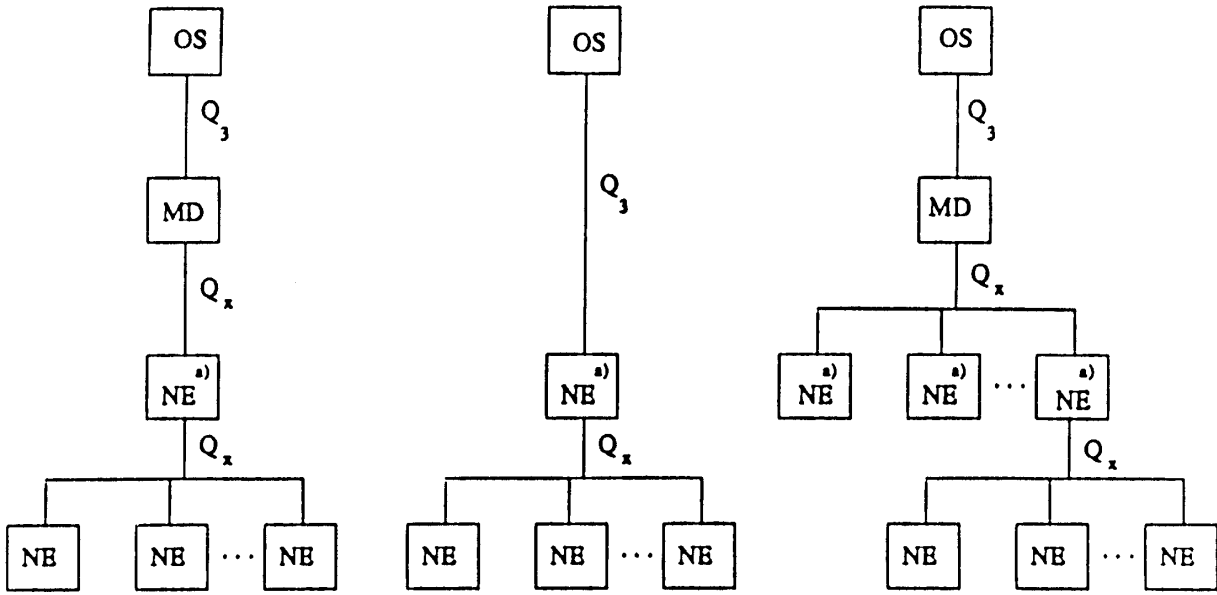 OS OS OS
Q3 Q3
MD Q3 MD
Qx Qx
NE a) NE a) NE a) NE a) ... NE a)
Qx Qx Qx
NE NE ... NE NE NE ... NE NE NE ... NE